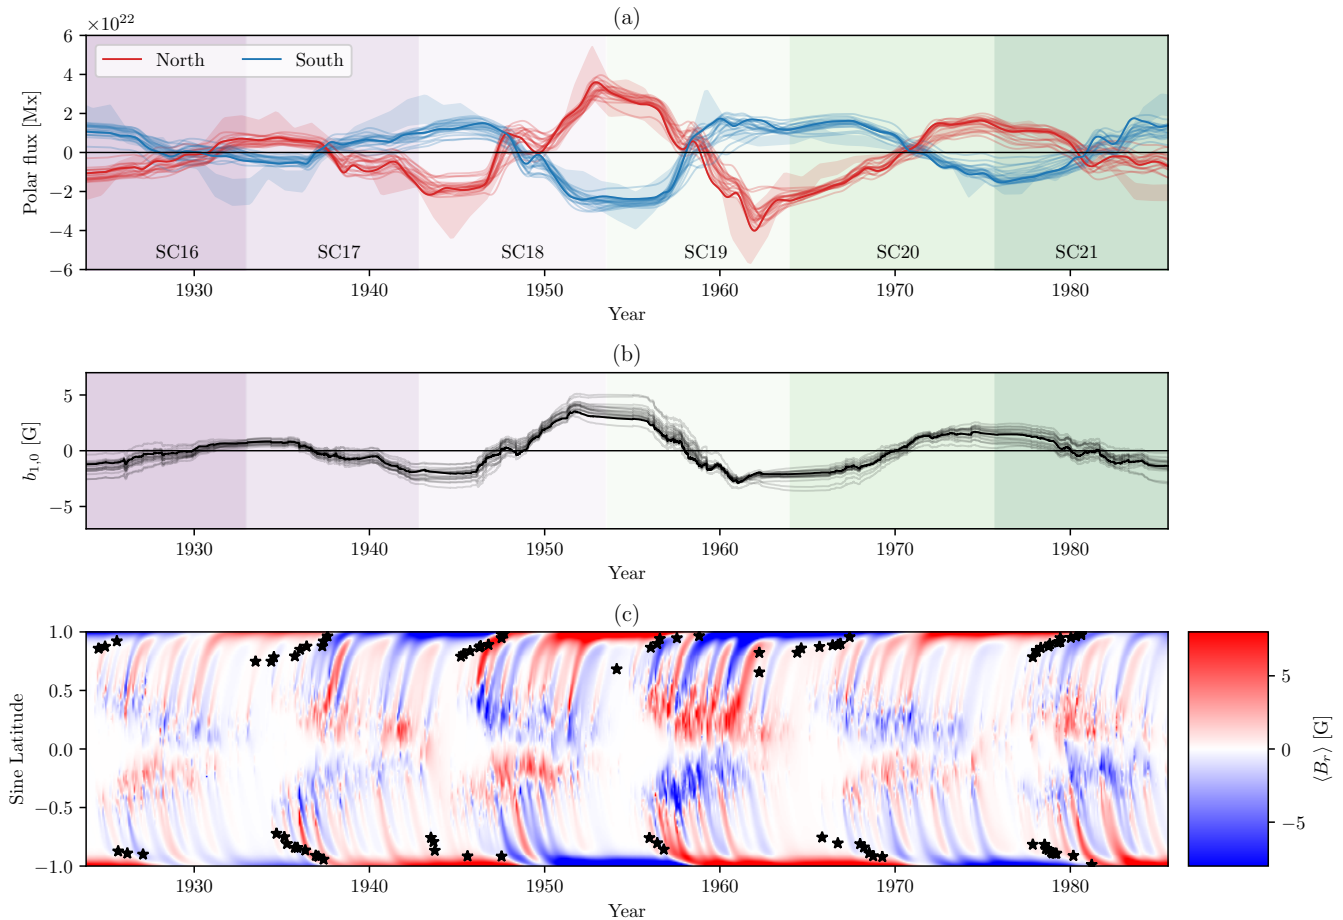 (a)
×10²²
6
4
2
0
−2
−4
−6
Polar flux [Mx]
North
South
SC16
SC17
SC18
SC19
SC20
SC21
1930
1940
1950
1960
1970
1980
Year
(b)
5
0
−5
b₁,₀ [G]
1930
1940
1950
1960
1970
1980
Year
(c)
1.0
0.5
0.0
−0.5
−1.0
Sine Latitude
1930
1940
1950
1960
1970
1980
Year
5
0
−5
⟨Bᵣ⟩ [G]